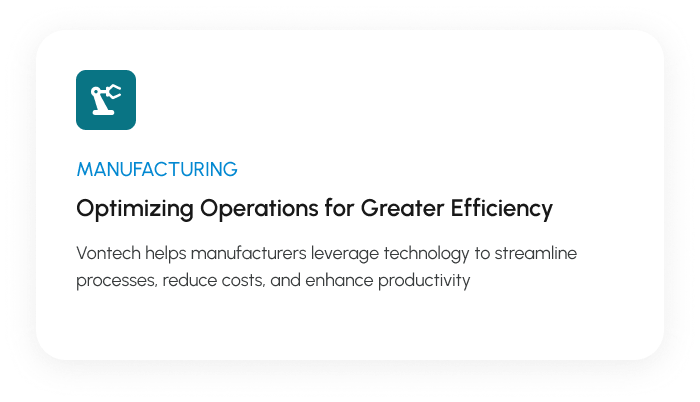 MANUFACTURING
Optimizing Operations for Greater Efficiency
Vontech helps manufacturers leverage technology to streamline
processes, reduce costs, and enhance productivity